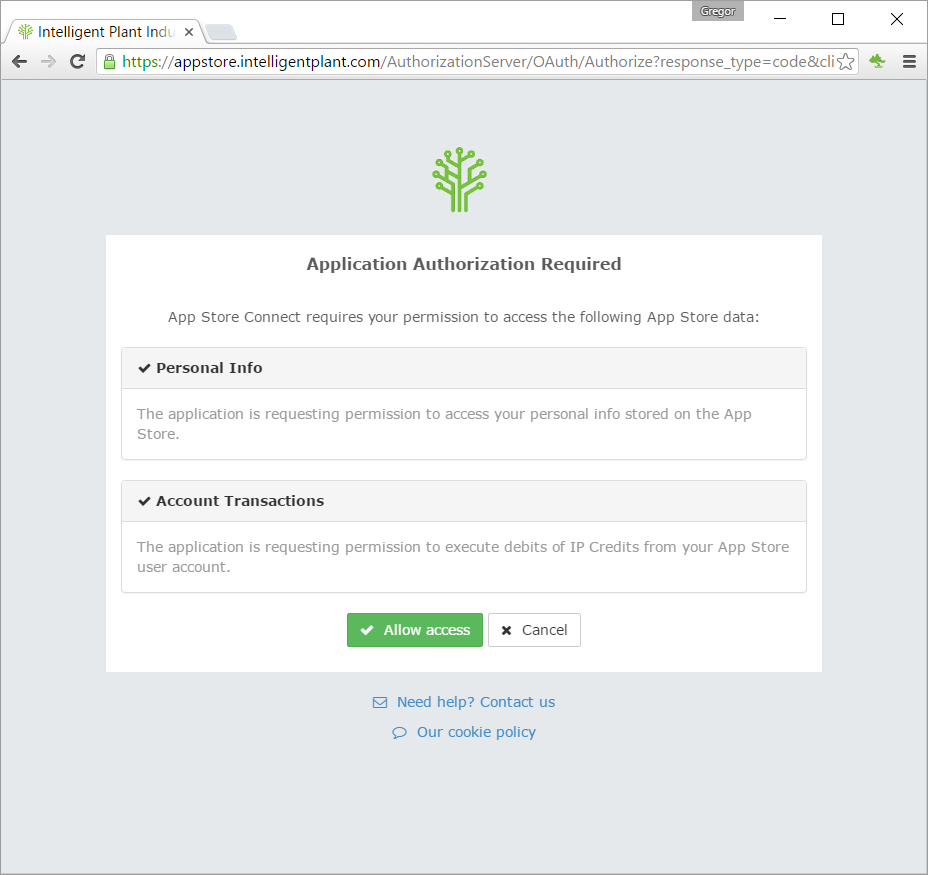 Gregor
Intelligent Plant Indu
https://appstore.intelligentplant.com/AuthorizationServer/OAuth/Authorize?response_type=code&cli
Application Authorization Required
App Store Connect requires your permission to access the following App Store data:
Personal Info
The application is requesting permission to access your personal info stored on the App
Store.
Account Transactions
The application is requesting permission to execute debits of IP Credits from your App Store
user account.
Allow access
Cancel
Need help? Contact us
Our cookie policy